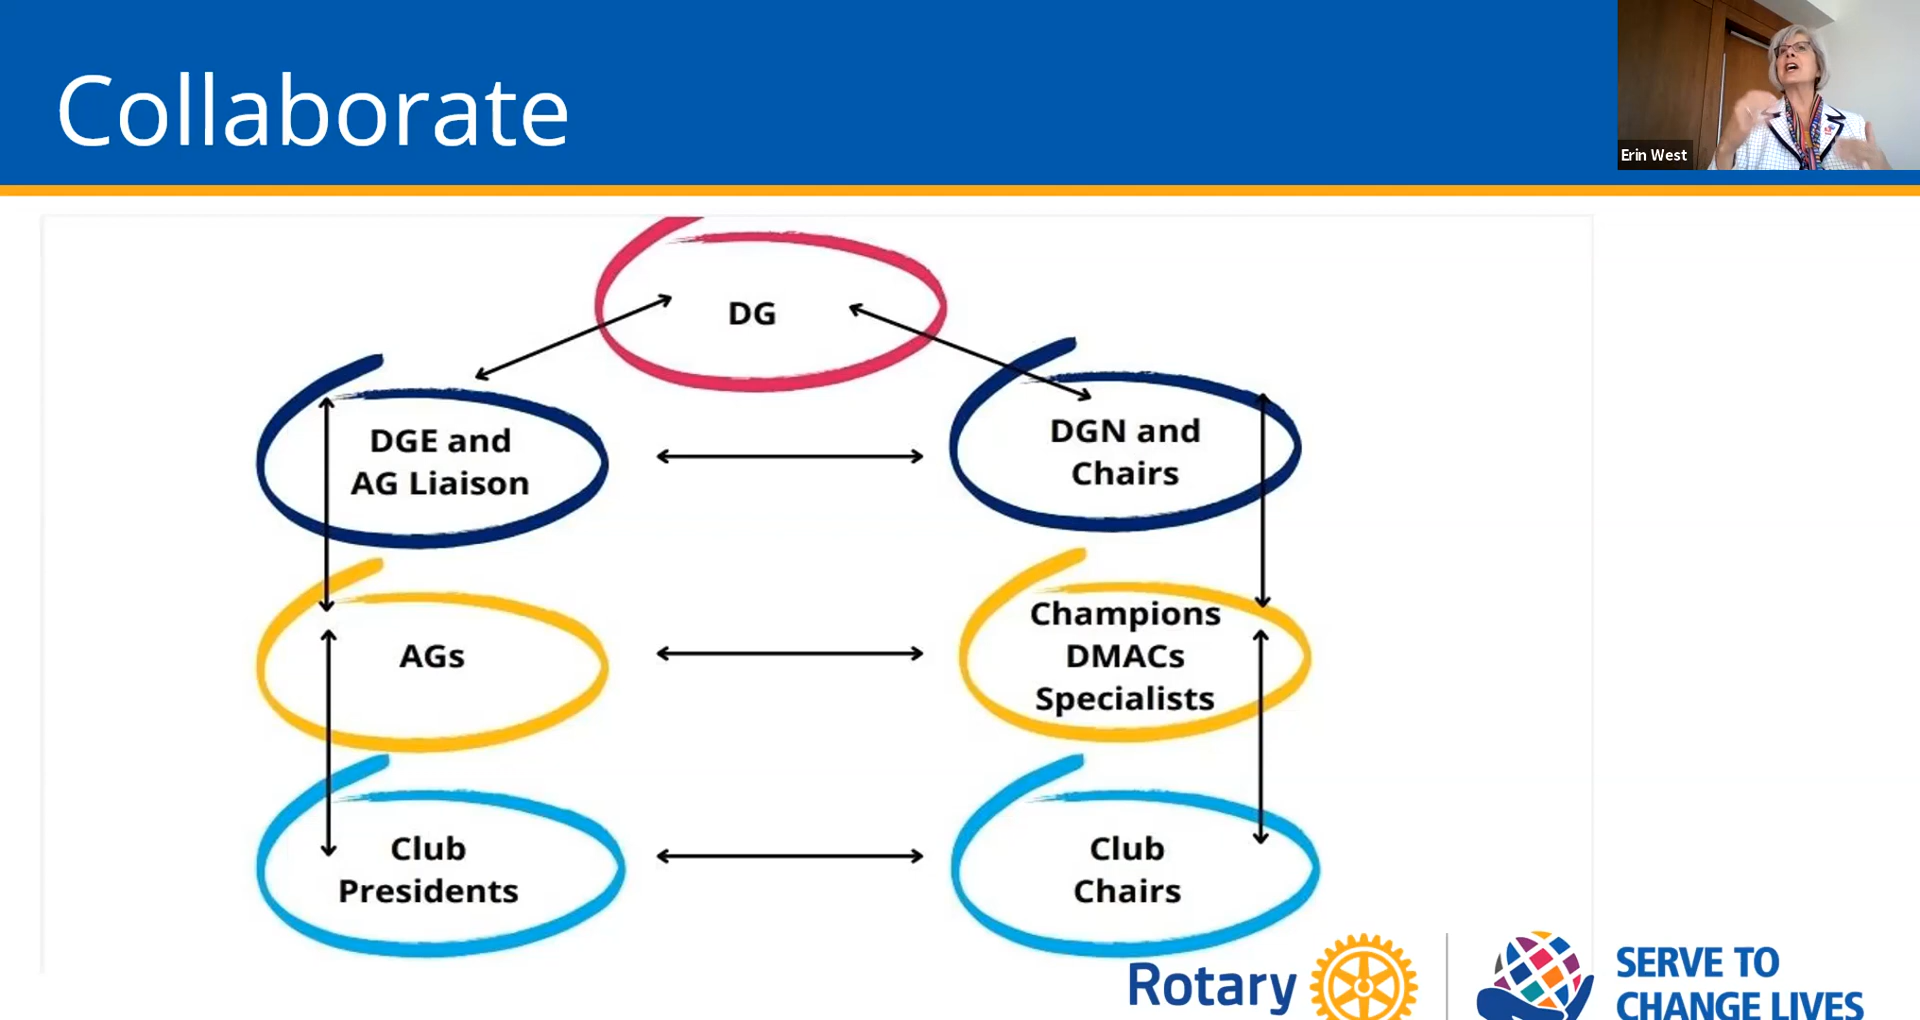 Collaborate
Erin West
DG
DGE and
AG Liaison
DGN and
Chairs
AGs
Champions
DMACs
Specialists
Club
Presidents
Club
Chairs
Rotary
SERVE TO
CHANGE LIVES